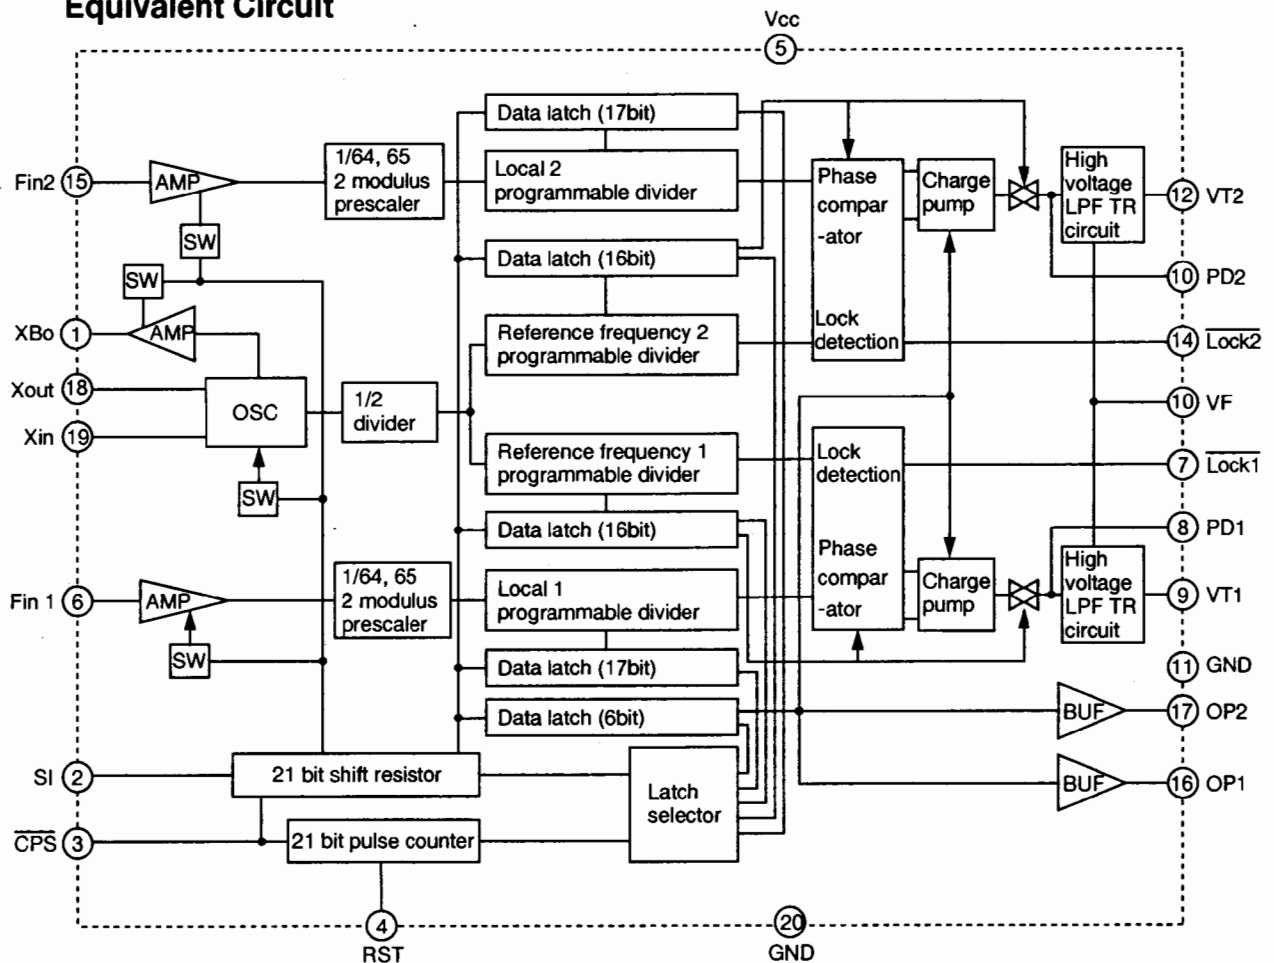 Equivalent Circuit
Vcc
5
Data latch (17bit)
Fin2 15
AMP
1/64, 65
2 modulus
prescaler
Local 2
programmable divider
Phase
compar
-ator
Lock
detection
Charge
pump
High
voltage
LPF TR
circuit
12 VT2
SW
Data latch (16bit)
10 PD2
SW
XBo 1
AMP
Reference frequency 2
programmable divider
14 Lock2
Xout 18
OSC
1/2
divider
10 VF
Xin 19
Reference frequency 1
programmable divider
Lock
detection
Phase
compar
-ator
7 Lock1
SW
Data latch (16bit)
8 PD1
Fin 1 6
AMP
1/64, 65
2 modulus
prescaler
Local 1
programmable divider
Charge
pump
High
voltage
LPF TR
circuit
9 VT1
SW
Data latch (17bit)
11 GND
Data latch (6bit)
BUF
17 OP2
SI 2
21 bit shift resistor
Latch
selector
BUF
16 OP1
CPS 3
21 bit pulse counter
4
RST
20
GND